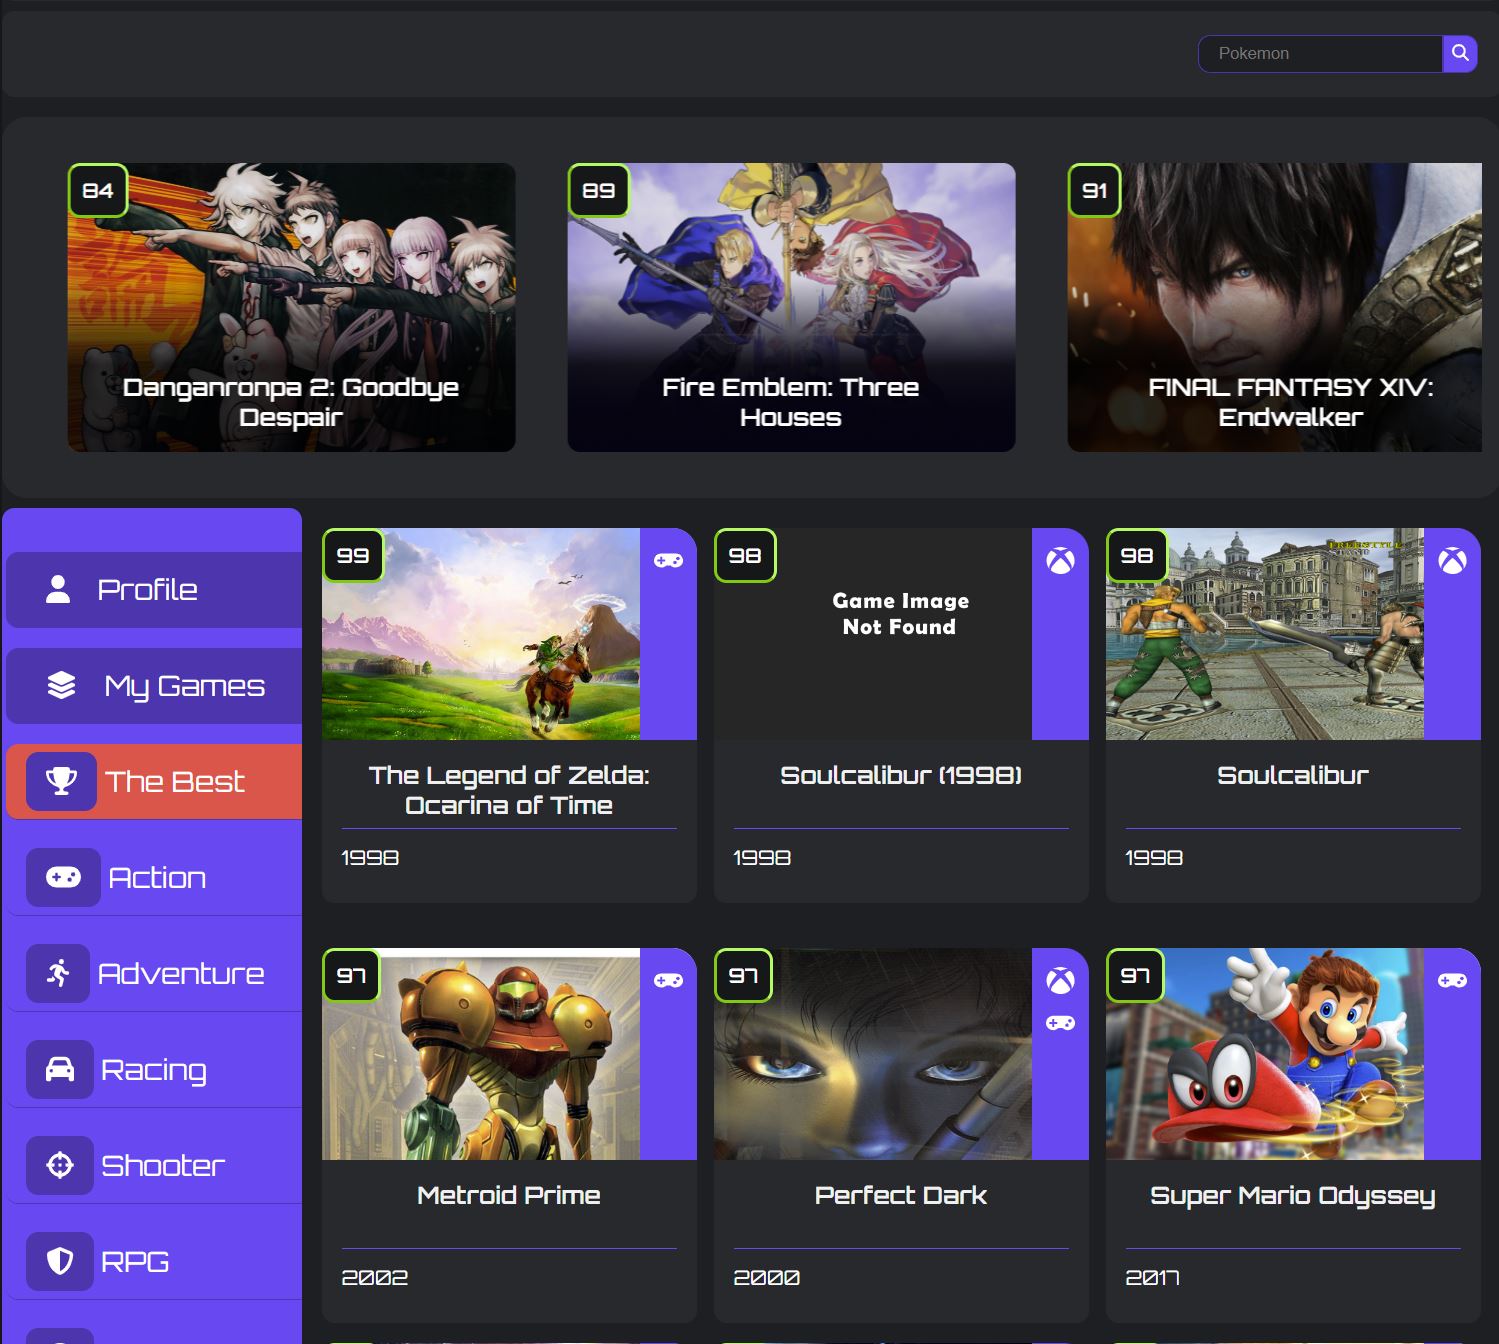 Pokemon
84
Danganronpa 2: Goodbye
Despair
89
Fire Emblem: Three
Houses
91
FINAL FANTASY XIV:
Endwalker
Profile
My Games
The Best
Action
Adventure
Racing
Shooter
RPG
99
The Legend of Zelda:
Ocarina of Time
1998
98
Game Image
Not Found
Soulcalibur (1998)
1998
98
FREESTYLE
STAND
Soulcalibur
1998
97
Metroid Prime
2002
97
Perfect Dark
2000
97
Super Mario Odyssey
2017